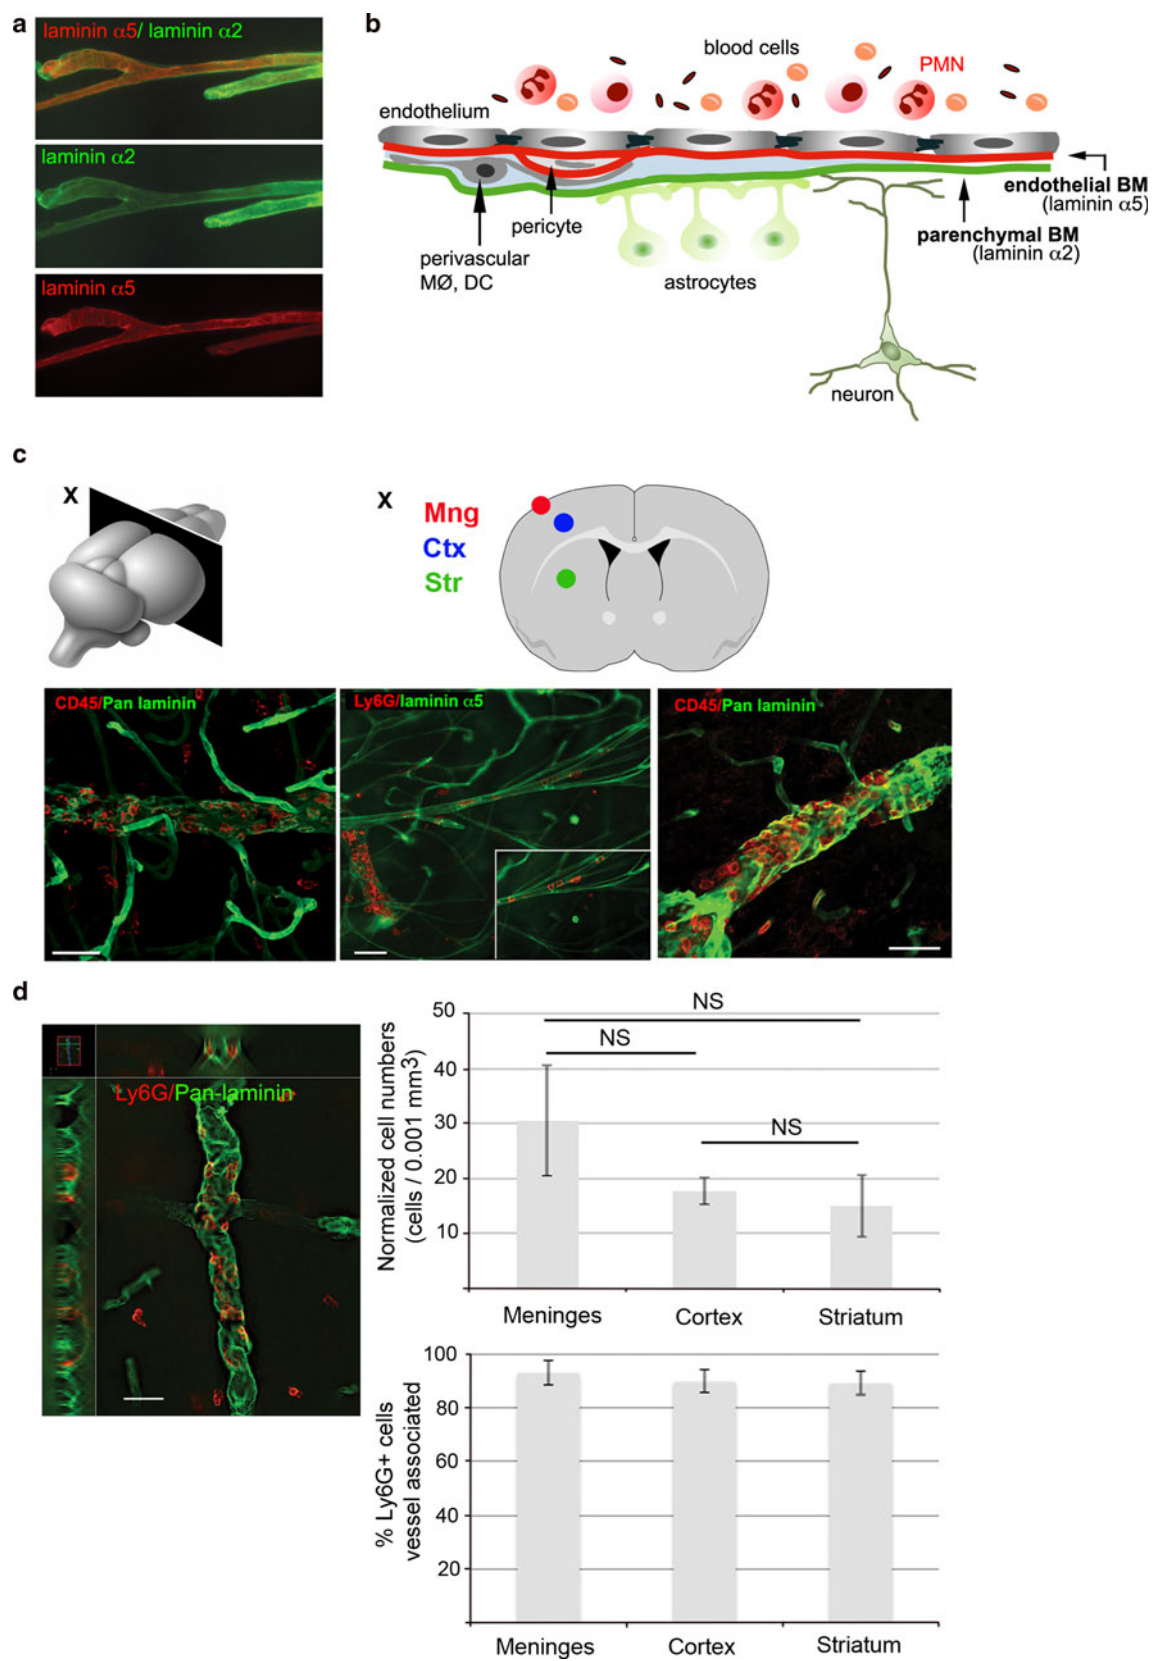 a
laminin α5/ laminin α2
laminin α2
laminin α5
b
blood cells
PMN
endothelium
endothelial BM
(laminin α5)
pericyte
parenchymal BM
(laminin α2)
perivascular
MØ, DC
astrocytes
neuron
c
X
X
Mng
Ctx
Str
CD45/Pan laminin
Ly6G/laminin α5
CD45/Pan laminin
d
Ly6G/Pan-laminin
Normalized cell numbers
(cells / 0.001 mm³)
50
40
30
20
10
NS
NS
NS
Meninges
Cortex
Striatum
% Ly6G+ cells
vessel associated
100
80
60
40
20
Meninges
Cortex
Striatum